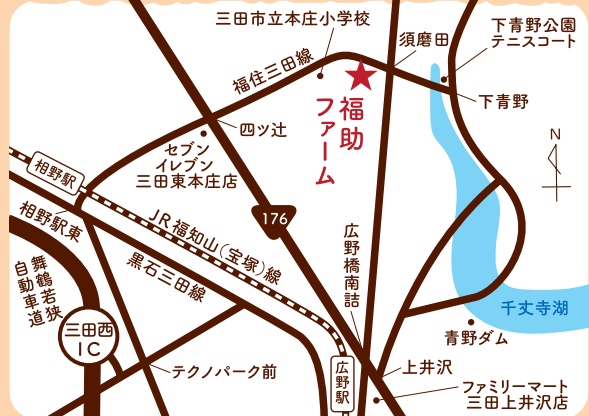 三田市立本庄小学校
須磨田
下青野公園
テニスコート
福住三田線
福助
ファーム
下青野
四ツ辻
セブン
イレブン
三田東本庄店
N
相野駅
相野駅東
JR福知山(宝塚)線
176
広野橋南詰
黒石三田線
舞鶴若狭
自動車道
三田西
IC
千丈寺湖
青野ダム
テクノパーク前
広野駅
上井沢
ファミリーマート
三田上井沢店